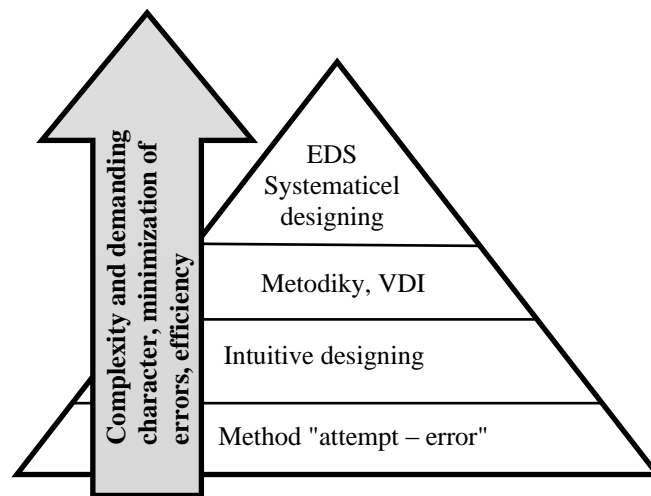 Complexity and demanding
character, minimization of
errors, efficiency
EDS
Systematicel
designing
Metodiky, VDI
Intuitive designing
Method "attempt – error"